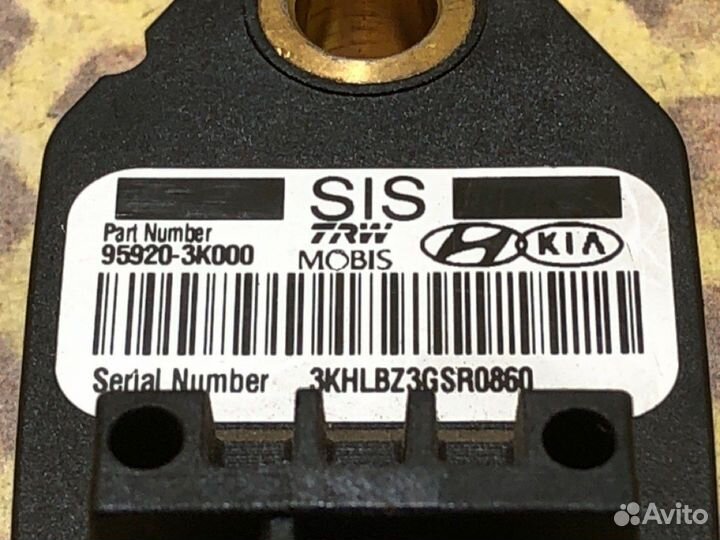 SIS
Part Number
95920-3K000
TRW
MOBIS
KIA
Serial Number 3KHLBZ3GSR0860
Avito